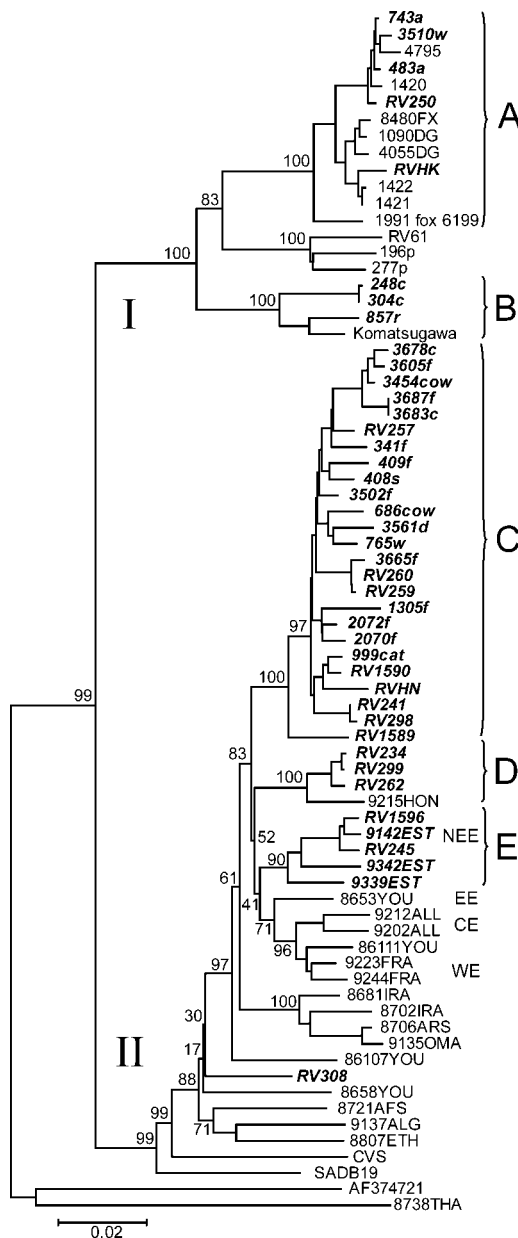 743a
3510w
4795
483a
1420
RV250
8480FX
1090DG
4055DG
RVHK
1422
1421
1991 fox 6199
A
100
83
RV61
100
196p
277p
100
248c
304c
100
857r
Komatsugawa
B
I
3678c
3605f
3454cow
3687f
3683c
RV257
341f
409f
408s
3502f
686cow
3561d
765w
3665f
RV260
RV259
1305f
2072f
2070f
97
999cat
RV1590
RVHN
RV241
RV298
100
RV1589
C
99
83
RV234
RV299
RV262
100
9215HON
D
RV1596
9142EST
NEE
RV245
9342EST
90
9339EST
E
52
61
41
8653YOU
EE
71
9212ALL
9202ALL
CE
96
86111YOU
9223FRA
9244FRA
WE
97
8681IRA
100
8702IRA
8706ARS
9135OMA
30
II
17
86107YOU
RV308
88
8658YOU
8721AFS
99
71
9137ALG
8807ETH
99
CVS
SADB19
AF374721
8738THA
0.02